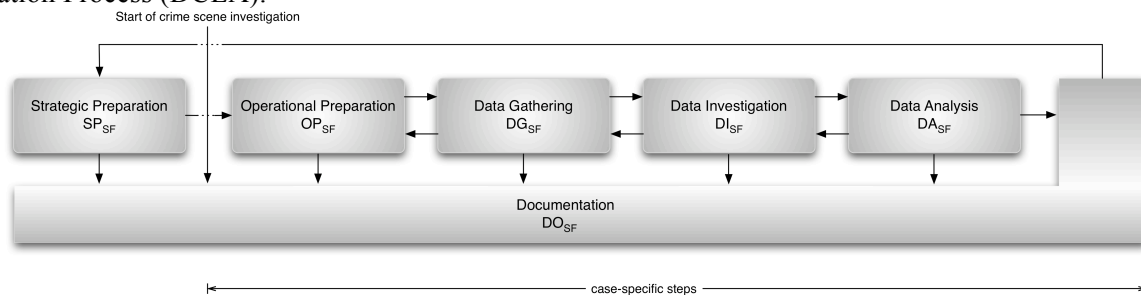 ation Process (DCEA).
Start of crime scene investigation
Strategic Preparation
SPSF
Operational Preparation
OPSF
Data Gathering
DGSF
Data Investigation
DISF
Data Analysis
DASF
Documentation
DOSF
case-specific steps